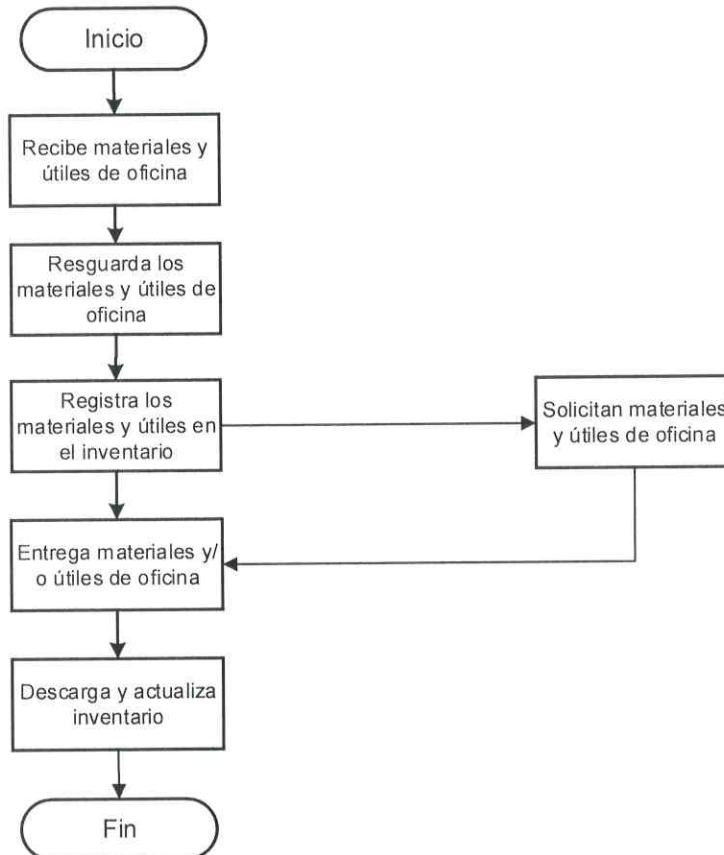 Inicio
Recibe materiales y
útiles de oficina
Resguarda los
materiales y útiles de
oficina
Registra los
materiales y útiles en
el inventario
Solicitan materiales
y útiles de oficina
Entrega materiales y/
o útiles de oficina
Descarga y actualiza
inventario
Fin